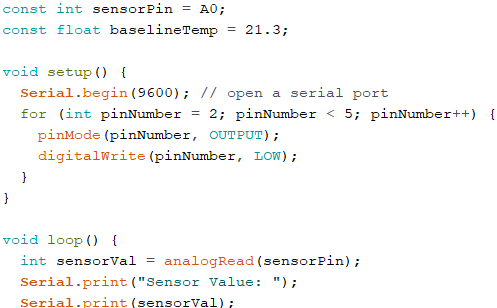 const int sensorPin = A0;
const float baselineTemp = 21.3;
void setup() {
Serial.begin(9600); // open a serial port
for (int pinNumber = 2; pinNumber < 5; pinNumber++) {
pinMode(pinNumber, OUTPUT);
digitalWrite(pinNumber, LOW);
}
}
void loop() {
int sensorVal = analogRead(sensorPin);
Serial.print("Sensor Value: ");
Serial.print(sensorVal);